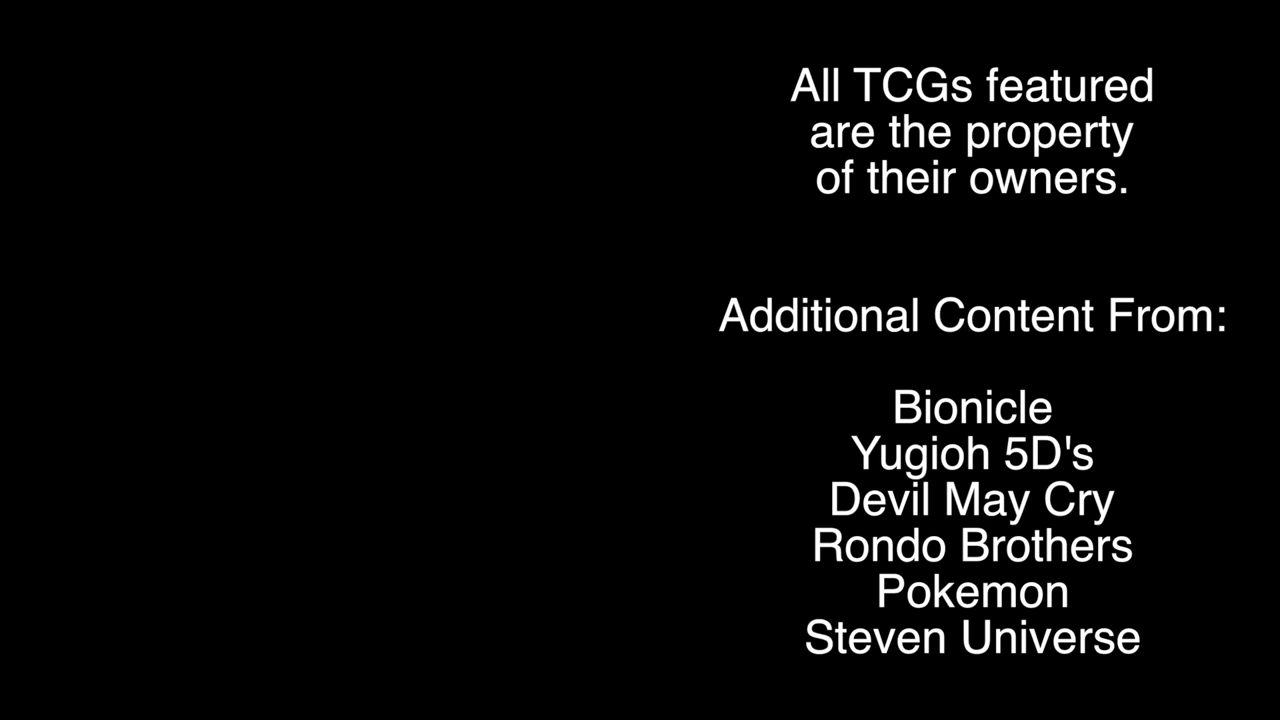 All TCGs featured
are the property
of their owners.
Additional Content From:
Bionicle
Yugioh 5D's
Devil May Cry
Rondo Brothers
Pokemon
Steven Universe